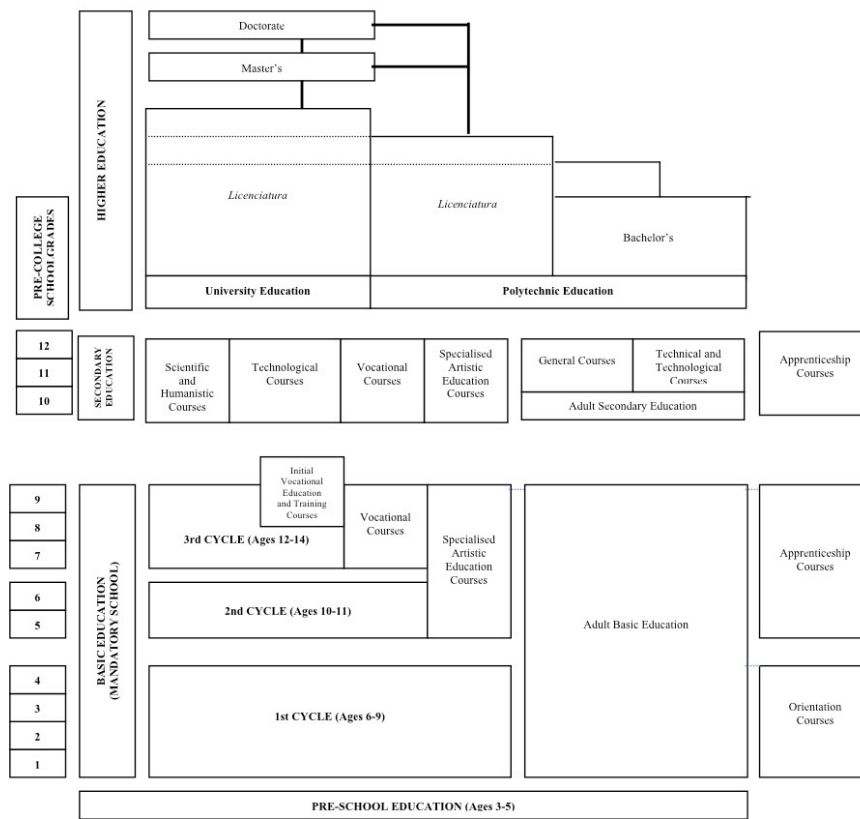 Doctorate
Master's
HIGHER EDUCATION
Licenciatura
Licenciatura
Bachelor's
PRE-COLLEGE
SCHOOLGRADES
University Education
Polytechnic Education
12
11
10
SECONDARY
EDUCATION
Scientific
and
Humanistic
Courses
Technological
Courses
Vocational
Courses
Specialised
Artistic
Education
Courses
General Courses
Technical and
Technological
Courses
Adult Secondary Education
Apprenticeship
Courses
9
8
7
6
5
4
3
2
1
BASIC EDUCATION
(MANDATORY SCHOOL)
Initial
Vocational
Education
and Training
Courses
3rd CYCLE (Ages 12-14)
Vocational
Courses
Specialised
Artistic
Education
Courses
2nd CYCLE (Ages 10-11)
1st CYCLE (Ages 6-9)
Adult Basic Education
Apprenticeship
Courses
Orientation
Courses
PRE-SCHOOL EDUCATION (Ages 3-5)